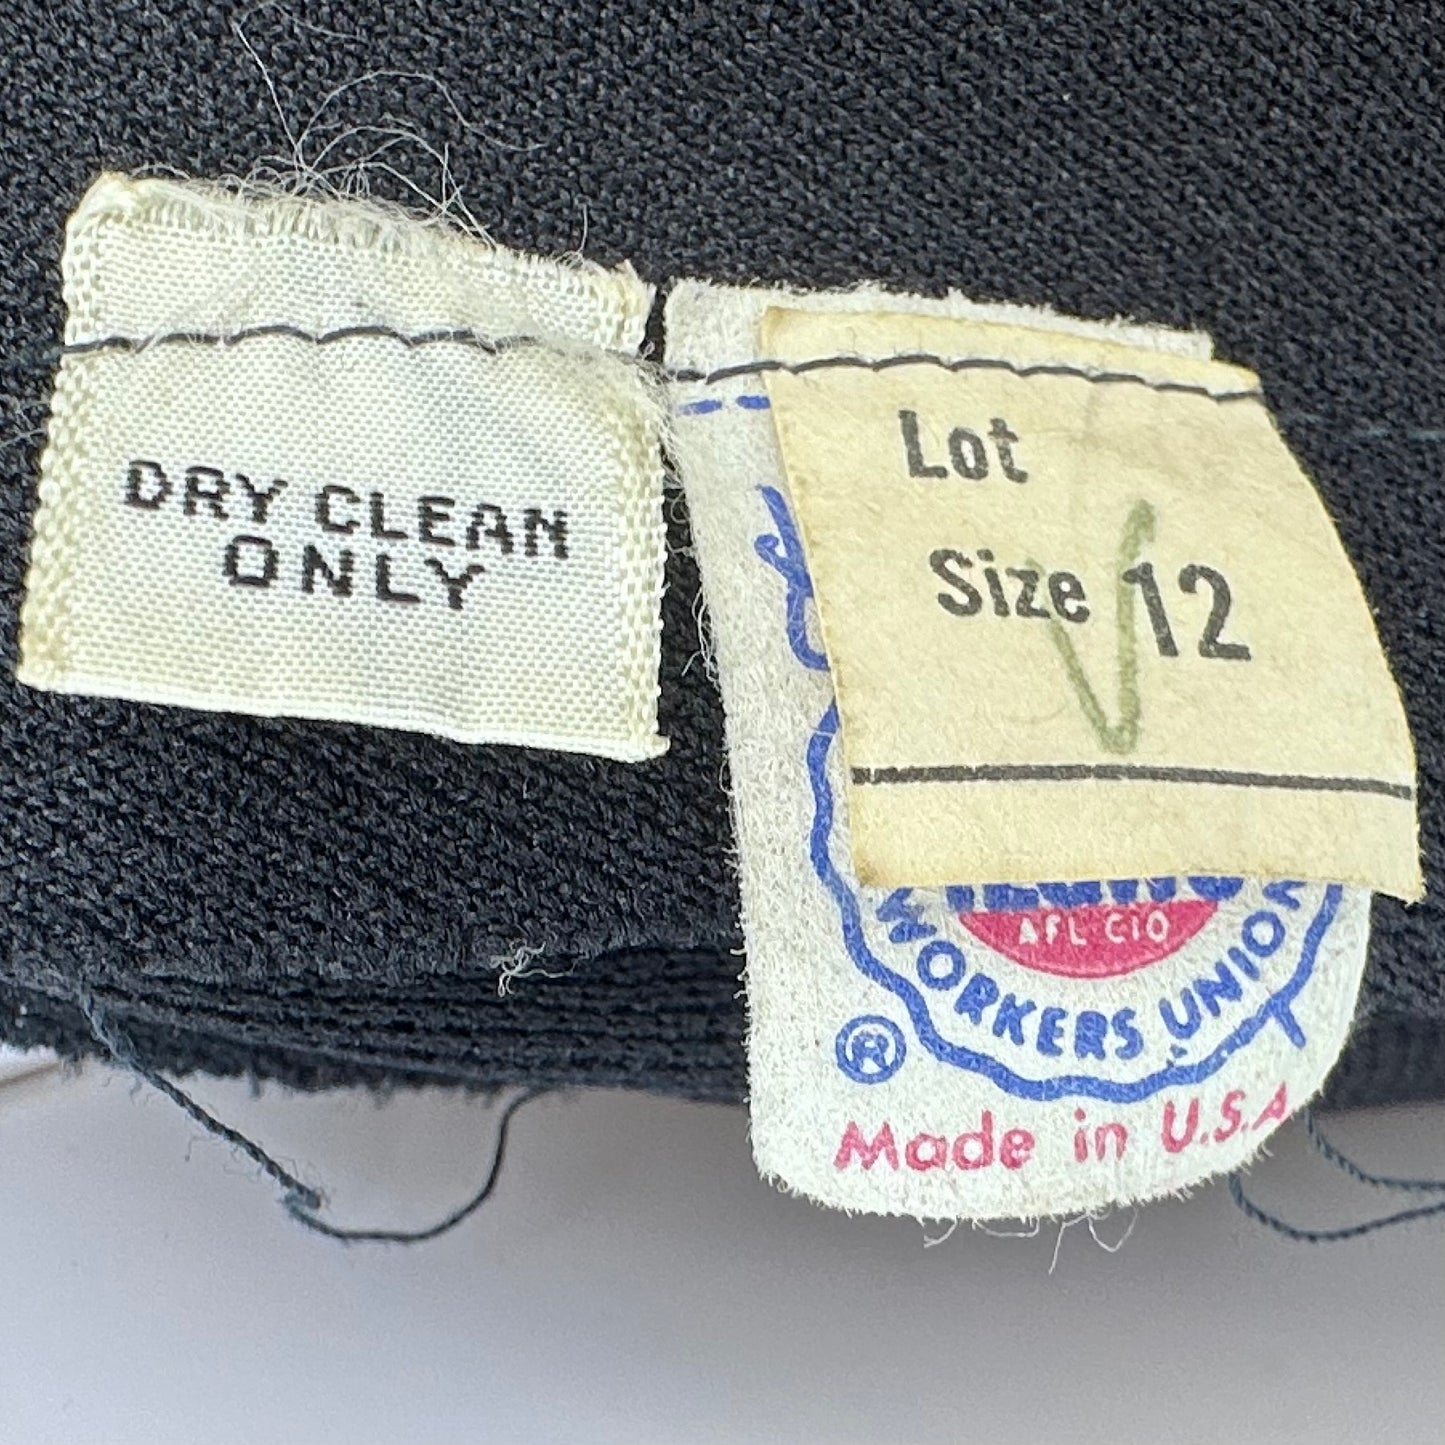 DRY CLEAN
ONLY
Lot
Size 12
AFL CIO
WORKERS UNION
®
Made in U.S.A